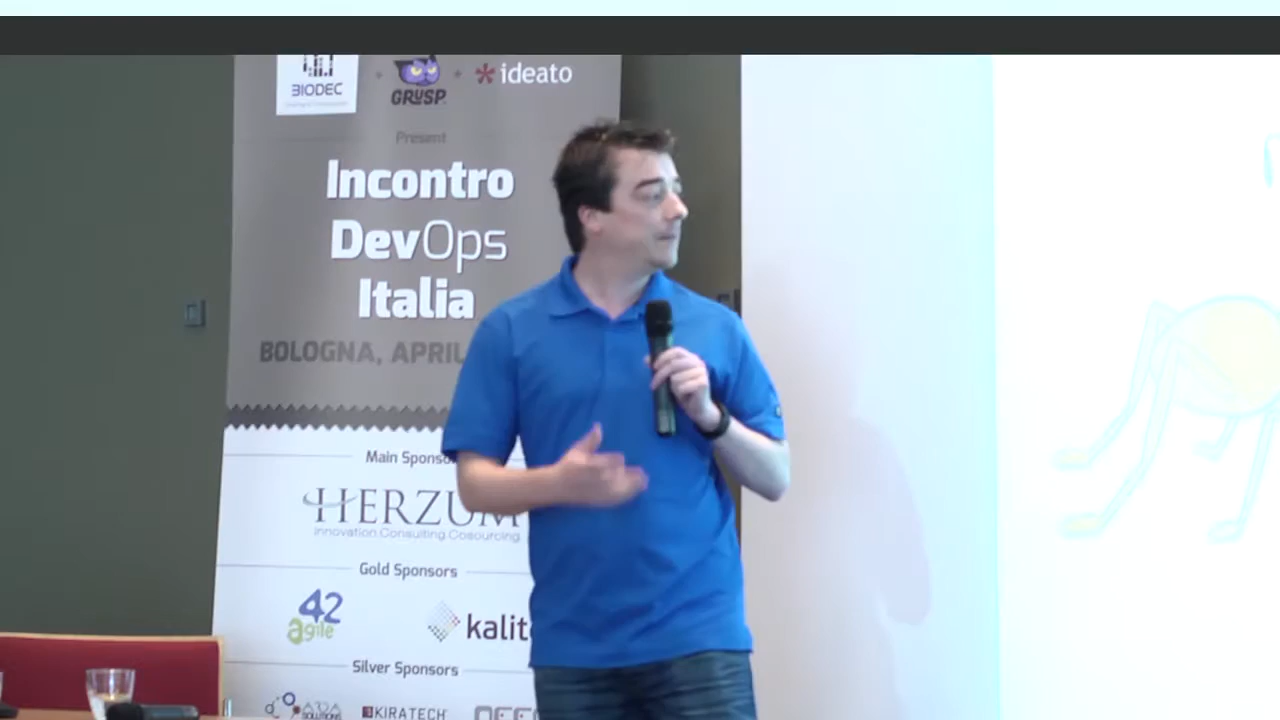 BIODEC
GRUSP
ideato
Present
Incontro
DevOps
Italia
BOLOGNA, APRIL
Main Sponsor
HERZUM
Innovation Consulting Cosourcing
Gold Sponsors
42
agile
kalit
Silver Sponsors
KIRATECH